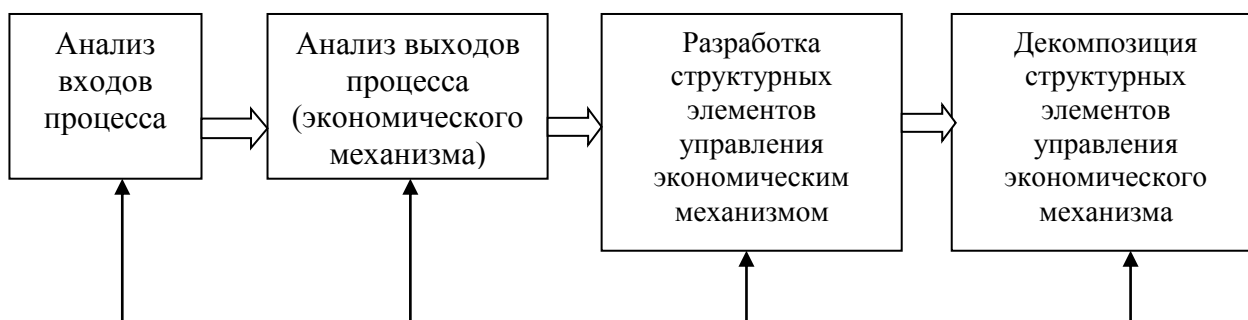 Анализ
входов
процесса
Анализ выходов
процесса
(экономического
механизма)
Разработка
структурных
элементов
управления
экономическим
механизмом
Декомпозиция
структурных
элементов
управления
экономического
механизма